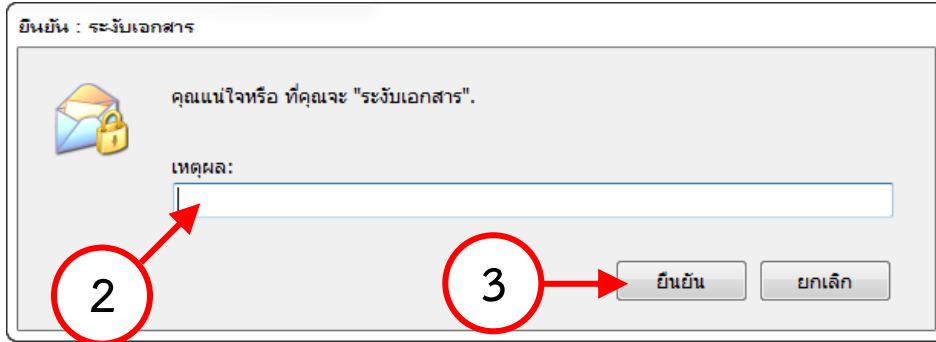 ยืนยัน : ระงับเอกสาร
คุณแน่ใจหรือ ที่คุณจะ "ระงับเอกสาร".
เหตุผล:
2
3
ยืนยัน
ยกเลิก